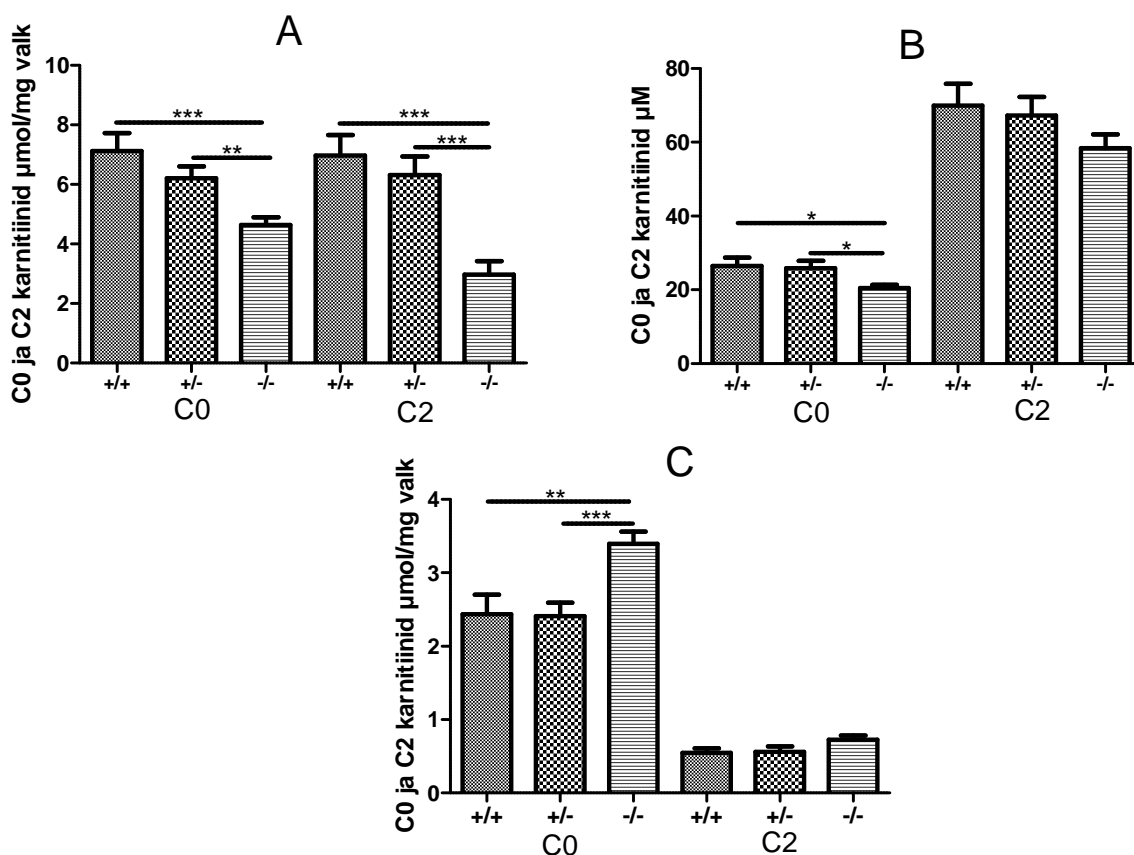 A
C0 ja C2 karnitiinid µmol/mg valk
10
8
6
4
2
0
***
**
***
***
+/+ +/- -/- +/+ +/- -/-
C0 C2
B
C0 ja C2 karnitiinid µM
80
60
40
20
0
*
*
+/+ +/- -/- +/+ +/- -/-
C0 C2
C
C0 ja C2 karnitiinid µmol/mg valk
4
3
2
1
0
**
***
+/+ +/- -/- +/+ +/- -/-
C0 C2